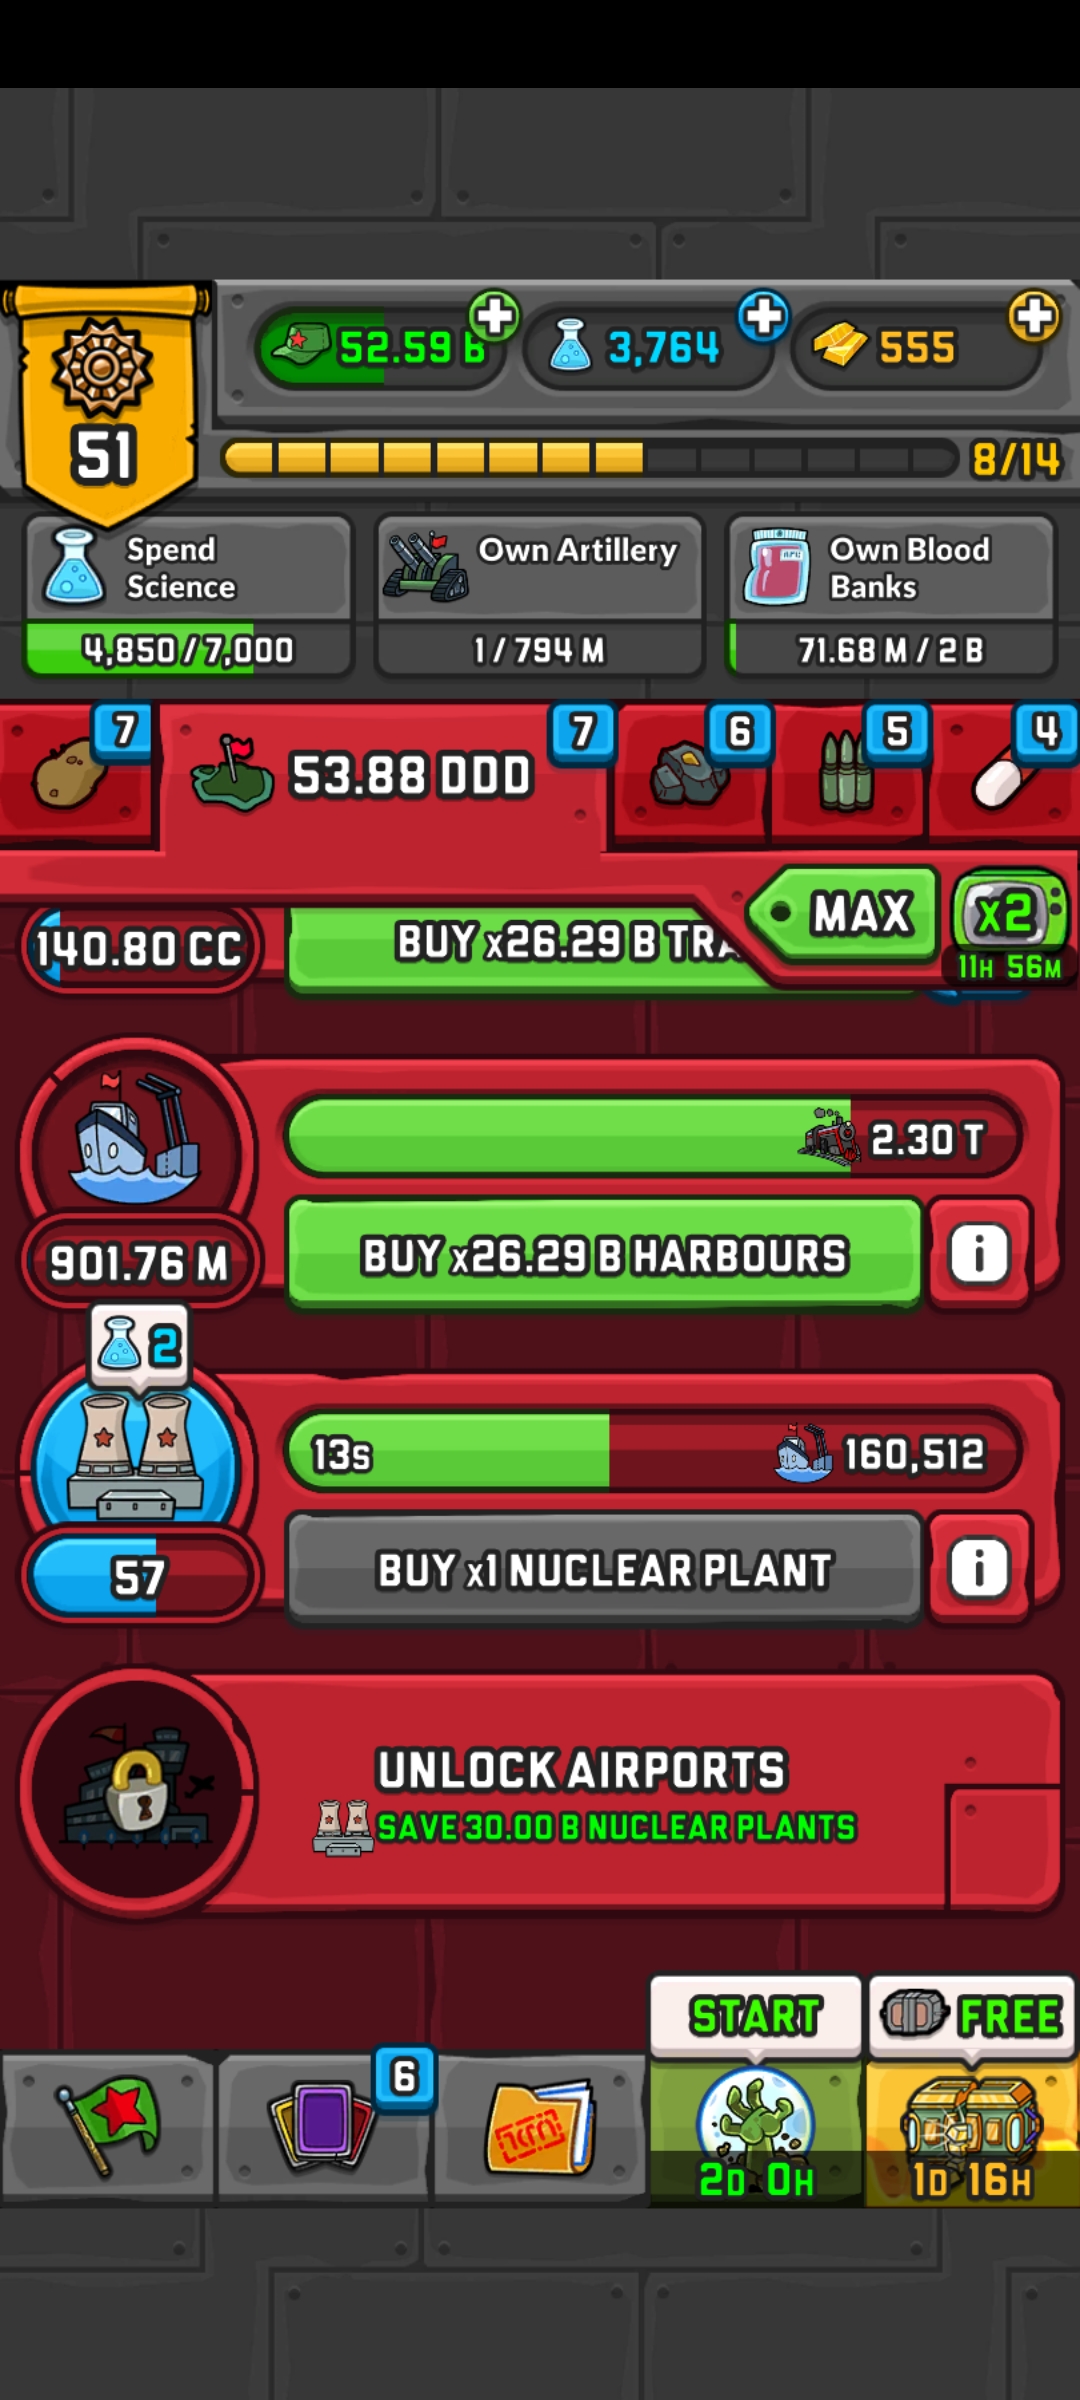 52.59 B
3,764
555
51
8/14
Spend
Science
Own Artillery
Own Blood
Banks
4,850/7,000
1/794 M
71.68 M/2 B
7
53.88 DDD
7
6
5
4
MAX
x2
11H 56M
140.80 CC
BUY x26.29 B
2.30 T
901.76 M
BUY x26.29 B HARBOURS
i
2
13s
160,512
57
BUY x1 NUCLEAR PLANT
i
UNLOCK AIRPORTS
SAVE 30.00 B NUCLEAR PLANTS
START
FREE
6
2D 0H
1D 16H